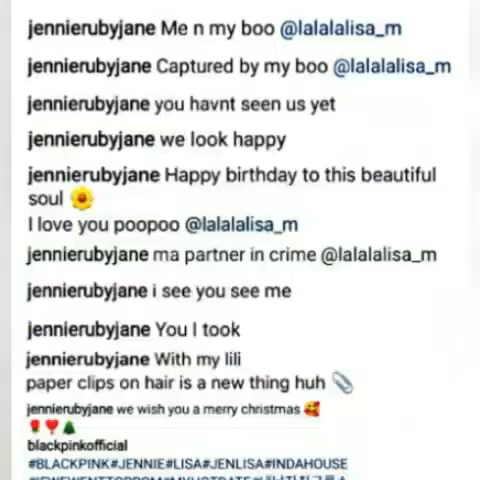 jennierubyjane Me n my boo @lalalalisa_m
jennierubyjane Captured by my boo @lalalalisa_m
jennierubyjane you havnt seen us yet
jennierubyjane we look happy
jennierubyjane Happy birthday to this beautiful
soul 🌼
I love you poopoo @lalalalisa_m
jennierubyjane ma partner in crime @lalalalisa_m
jennierubyjane i see you see me
jennierubyjane You I took
jennierubyjane With my lili
paper clips on hair is a new thing huh 📎
jennierubyjane we wish you a merry christmas 🥰
🌹❤️🎄
blackpinkofficial
#BLACKPINK#JENNIE#LISA#JENLISA#INDAHOUSE